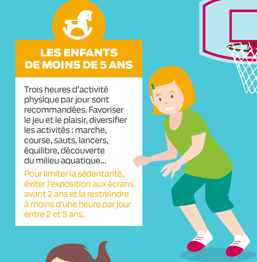 LES ENFANTS
DE MOINS DE 5 ANS
Trois heures d'activité
physique par jour sont
recommandées. Favoriser
le jeu et le plaisir, diversifier
les activités : marche,
course, sauts, lancers,
équilibre, découverte
du milieu aquatique...
Pour limiter la sédentarité,
éviter l'exposition aux écrans
avant 2 ans et la restreindre
à moins d'une heure par jour
entre 2 et 5 ans.